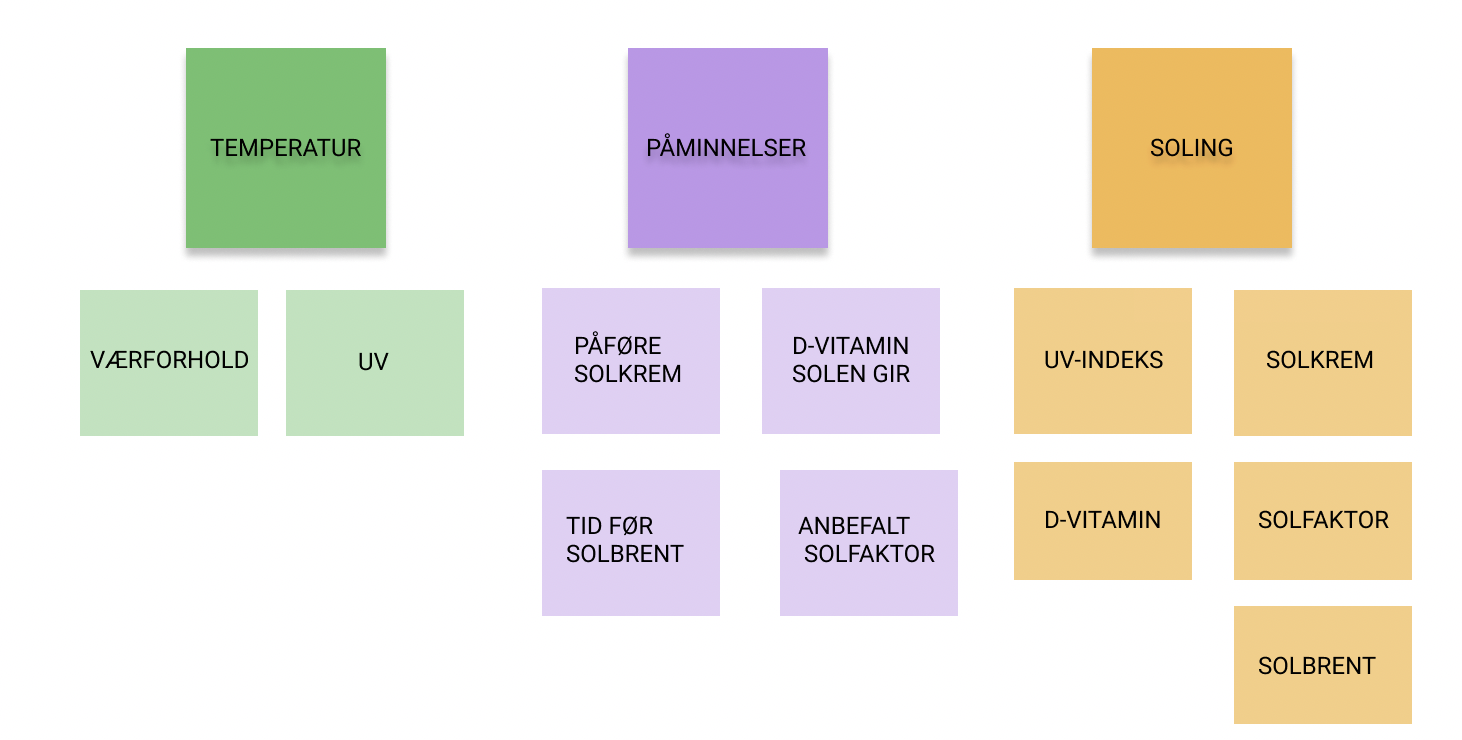 TEMPERATUR
PÅMINNELSER
SOLING
VÆRFORHOLD
UV
PÅFØRE
SOLKREM
D-VITAMIN
SOLEN GIR
TID FØR
SOLBRENT
ANBEFALT
SOLFAKTOR
UV-INDEKS
SOLKREM
D-VITAMIN
SOLFAKTOR
SOLBRENT